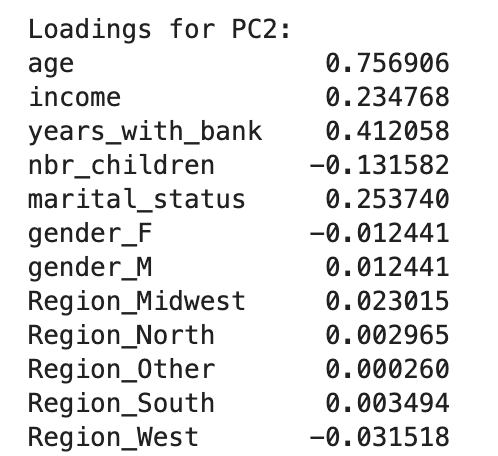 Loadings for PC2:
age 0.756906
income 0.234768
years_with_bank 0.412058
nbr_children -0.131582
marital_status 0.253740
gender_F -0.012441
gender_M 0.012441
Region_Midwest 0.023015
Region_North 0.002965
Region_Other 0.000260
Region_South 0.003494
Region_West -0.031518